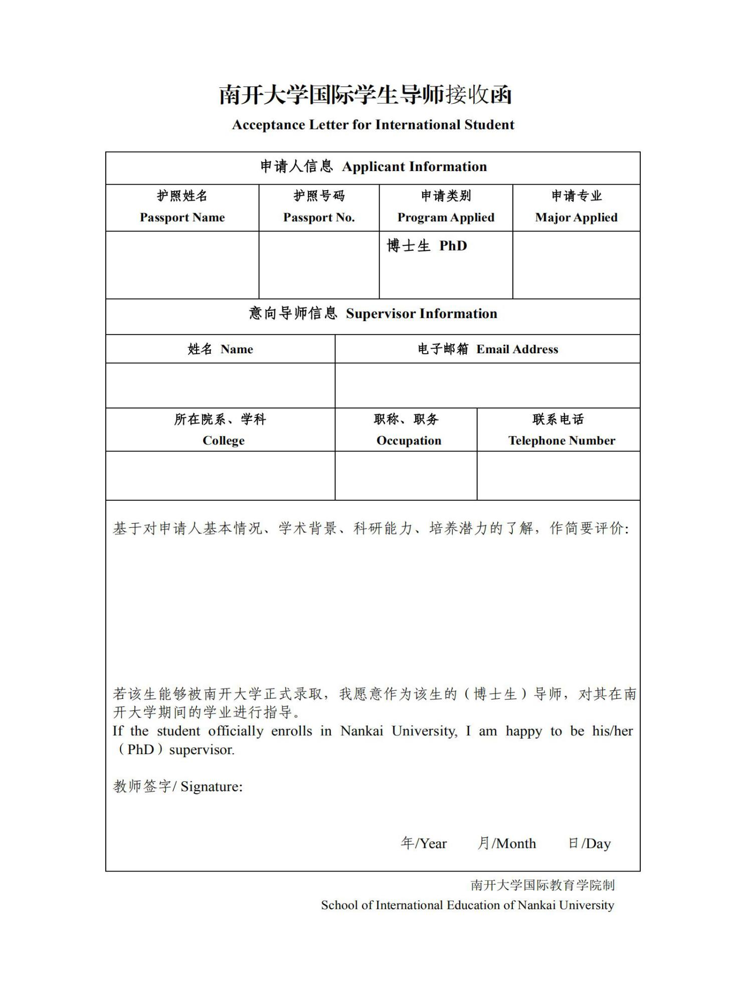 南开大学国际学生导师接收函
Acceptance Letter for International Student
申请人信息 Applicant Information
护照姓名 护照号码 申请类别 申请专业
Passport Name Passport No. Program Applied Major Applied
博士生 PhD
意向导师信息 Supervisor Information
姓名 Name 电子邮箱 Email Address
所在院系、学科 职称、职务 联系电话
College Occupation Telephone Number
基于对申请人基本情况、学术背景、科研能力、培养潜力的了解，作简要评价：
若该生能够被南开大学正式录取，我愿意作为该生的（博士生）导师，对其在南
开大学期间的学业进行指导。
If the student officially enrolls in Nankai University, I am happy to be his/her
（PhD）supervisor.
教师签字/ Signature:
年/Year 月/Month 日/Day
南开大学国际教育学院制
School of International Education of Nankai University